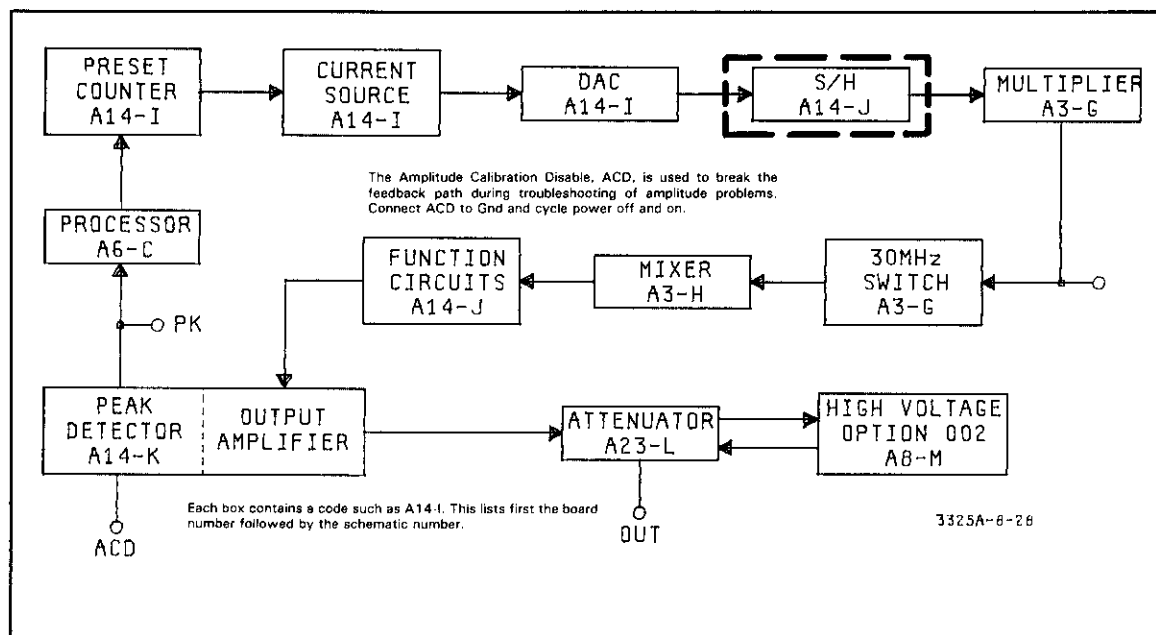 PRESET
COUNTER
A14-I
CURRENT
SOURCE
A14-I
DAC
A14-I
S/H
A14-J
MULTIPLIER
A3-G
The Amplitude Calibration Disable, ACD, is used to break the
feedback path during troubleshooting of amplitude problems.
Connect ACD to Gnd and cycle power off and on.
PROCESSOR
A6-C
FUNCTION
CIRCUITS
A14-J
MIXER
A3-H
30MHz
SWITCH
A3-G
PK
PEAK
DETECTOR
A14-K
OUTPUT
AMPLIFIER
ATTENUATOR
A23-L
HIGH VOLTAGE
OPTION 002
A8-M
Each box contains a code such as A14-I. This lists first the board
number followed by the schematic number.
ACD
OUT
3325A-8-28